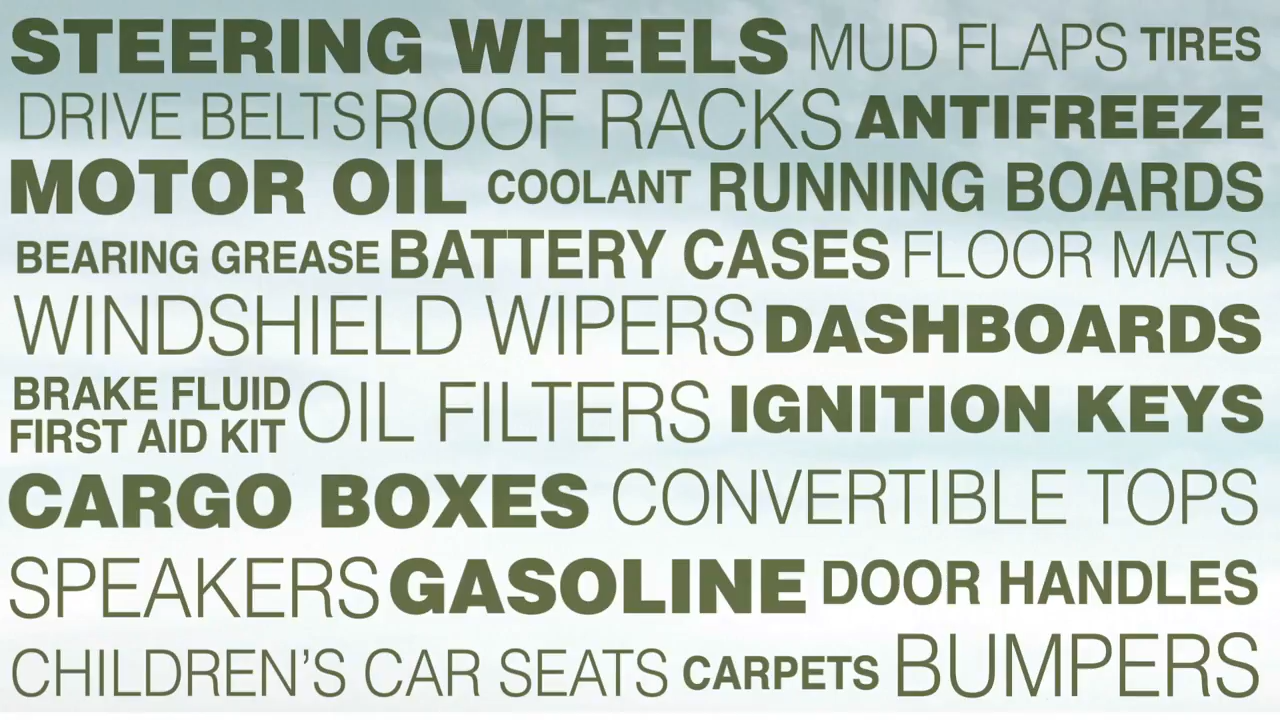 STEERING WHEELS MUD FLAPS TIRES
DRIVE BELTS ROOF RACKS ANTIFREEZE
MOTOR OIL COOLANT RUNNING BOARDS
BEARING GREASE BATTERY CASES FLOOR MATS
WINDSHIELD WIPERS DASHBOARDS
BRAKE FLUID
FIRST AID KIT
OIL FILTERS IGNITION KEYS
CARGO BOXES CONVERTIBLE TOPS
SPEAKERS GASOLINE DOOR HANDLES
CHILDREN’S CAR SEATS CARPETS BUMPERS